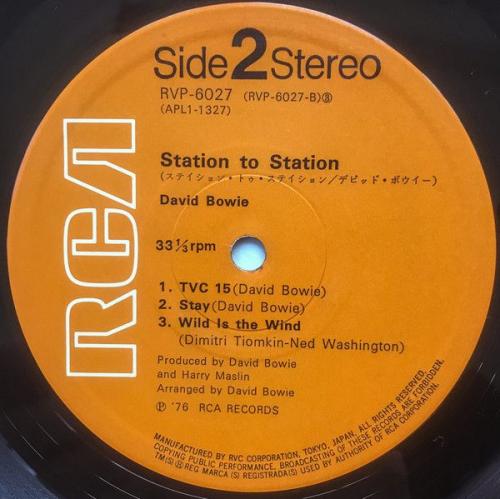 Side 2 Stereo
RVP-6027 (RVP-6027-B)Ⓢ
(APL1-1327)
RCA
Station to Station
(ステイション・トゥ・ステイション/デビッド・ボウイー)
David Bowie
33⅓rpm
1. TVC 15(David Bowie)
2. Stay(David Bowie)
3. Wild Is the Wind
(Dimitri Tiomkin-Ned Washington)
Produced by David Bowie
and Harry Maslin
Arranged by David Bowie
Ⓟ '76 RCA RECORDS
MANUFACTURED BY RVC CORPORATION, TOKYO, JAPAN. ALL RIGHTS RESERVED.
COPYING PUBLIC PERFORMANCE, BROADCASTING OF THESE RECORDS ARE FORBIDDEN.
TM(S) Ⓡ REG MARCA (S) REGISTRADA(S) USED BY AUTHORITY OF RCA CORPORATION.